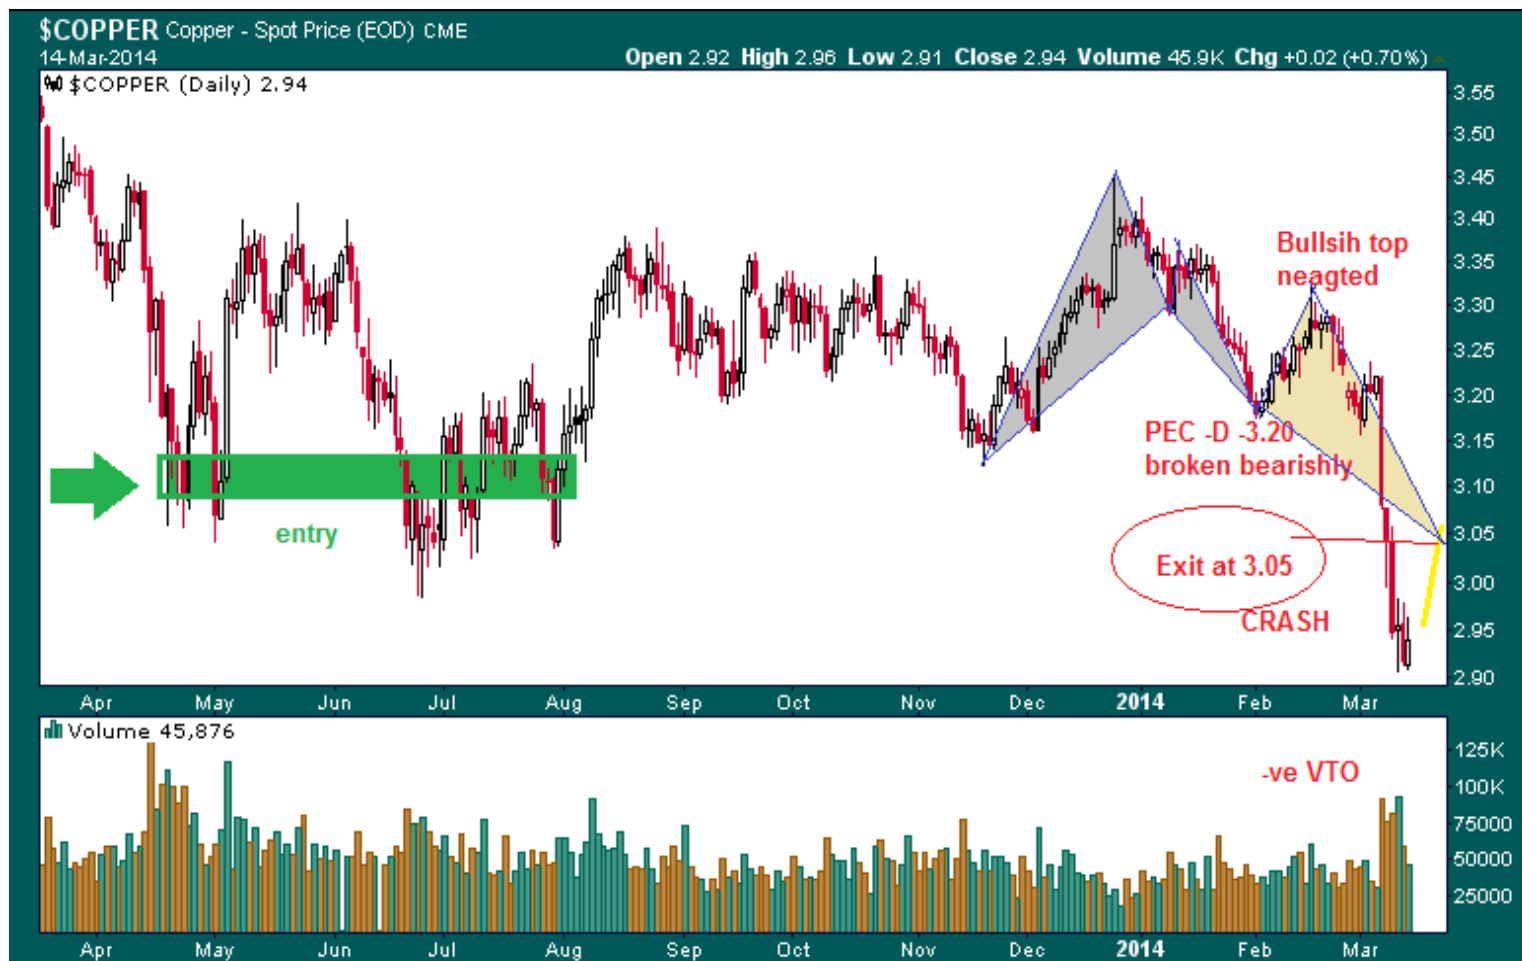 $COPPER Copper - Spot Price (EOD) CME
14-Mar-2014 Open 2.92 High 2.96 Low 2.91 Close 2.94 Volume 45.9K Chg +0.02 (+0.70%)
$COPPER (Daily) 2.94
3.55
3.50
3.45
3.40
Bullsih top
neagted
3.35
3.30
3.25
3.20
PEC -D -3.20
broken bearishly
3.15
3.10
entry
3.05
Exit at 3.05
3.00
CRASH
2.95
2.90
Apr May Jun Jul Aug Sep Oct Nov Dec 2014 Feb Mar
Volume 45,876
-ve VTO
125K
100K
75000
50000
25000
Apr May Jun Jul Aug Sep Oct Nov Dec 2014 Feb Mar